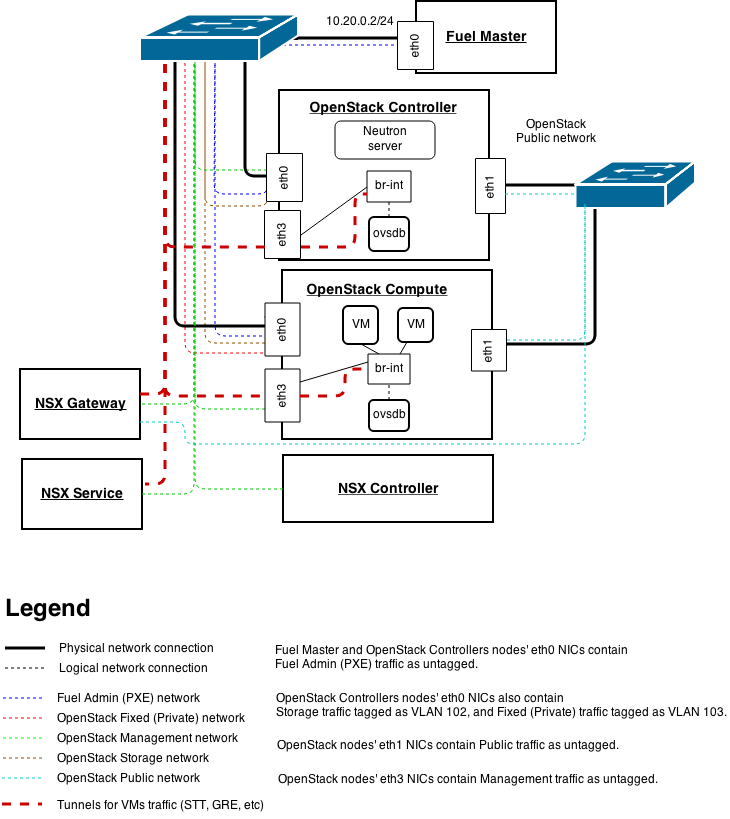 10.20.0.2/24
eth0
Fuel Master
OpenStack Controller
Neutron
server
OpenStack
Public network
eth0
br-int
eth1
eth3
ovsdb
OpenStack Compute
eth0
VM
VM
eth1
br-int
eth3
ovsdb
NSX Gateway
NSX Service
NSX Controller
Legend
Physical network connection
Logical network connection
Fuel Master and OpenStack Controllers nodes' eth0 NICs contain
Fuel Admin (PXE) traffic as untagged.
Fuel Admin (PXE) network
OpenStack Fixed (Private) network
OpenStack Management network
OpenStack Storage network
OpenStack Public network
OpenStack Controllers nodes' eth0 NICs also contain
Storage traffic tagged as VLAN 102, and Fixed (Private) traffic tagged as VLAN 103.
OpenStack nodes' eth1 NICs contain Public traffic as untagged.
OpenStack nodes' eth3 NICs contain Management traffic as untagged.
Tunnels for VMs traffic (STT, GRE, etc)